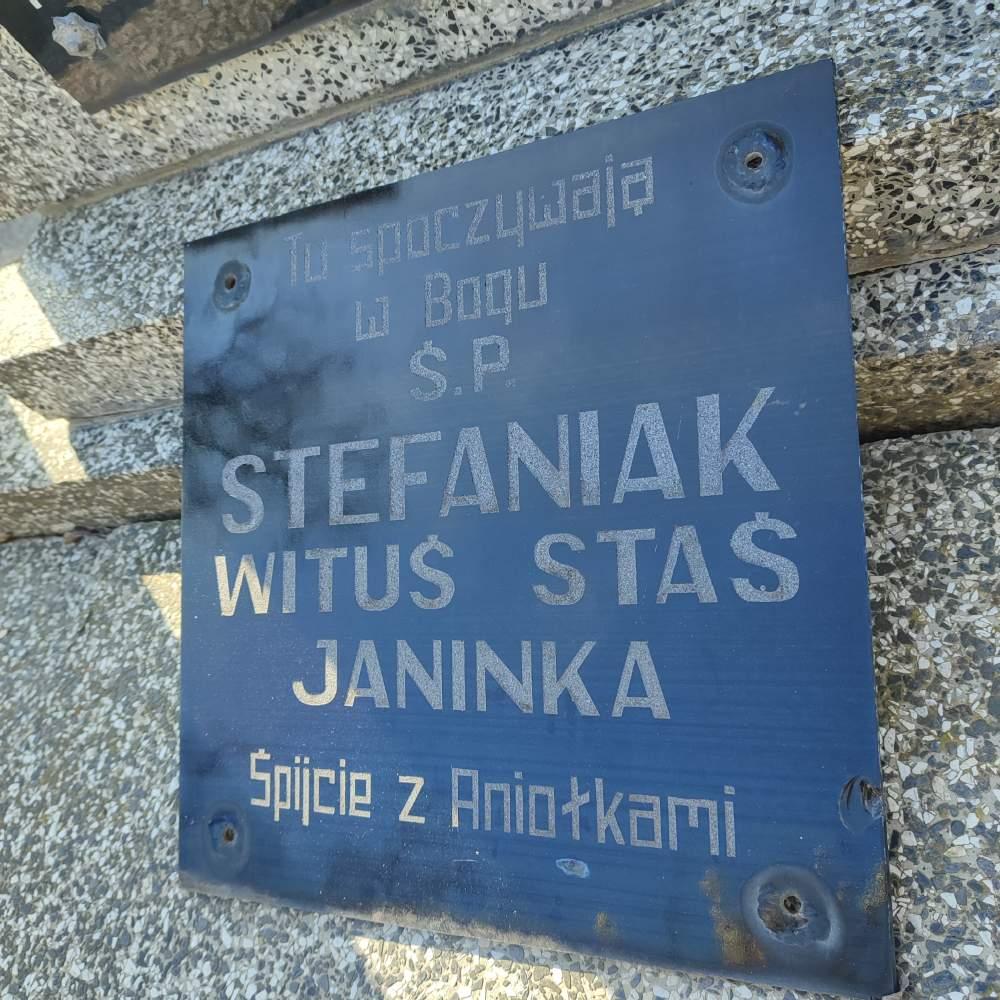 Tu spoczywają
w Bogu
Ś.P.
STEFANIAK
WITUŚ STAŚ
JANINKA
Śpijcie z Aniołkami